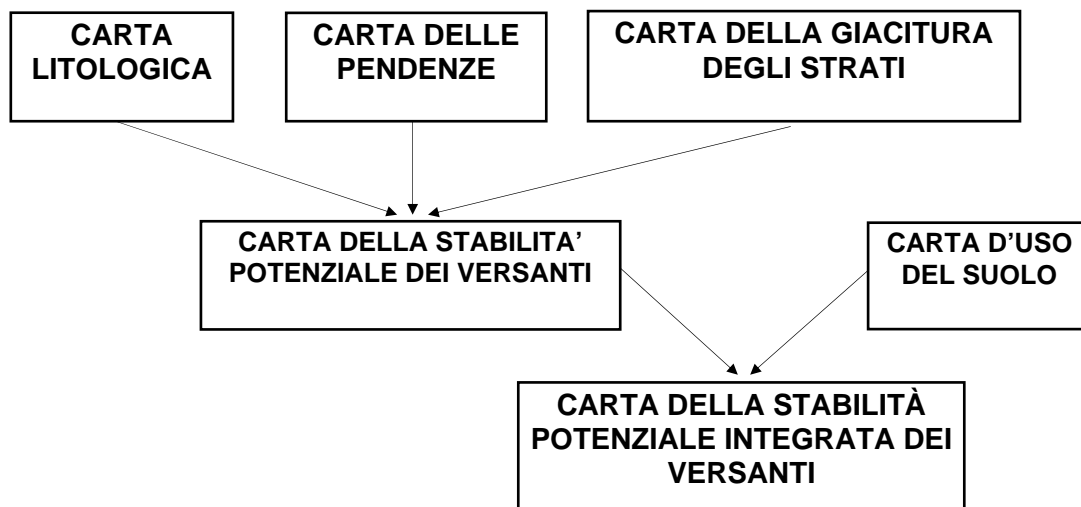 CARTA
LITOLOGICA
CARTA DELLE
PENDENZE
CARTA DELLA GIACITURA
DEGLI STRATI
CARTA DELLA STABILITA’
POTENZIALE DEI VERSANTI
CARTA D’USO
DEL SUOLO
CARTA DELLA STABILITÀ
POTENZIALE INTEGRATA DEI
VERSANTI